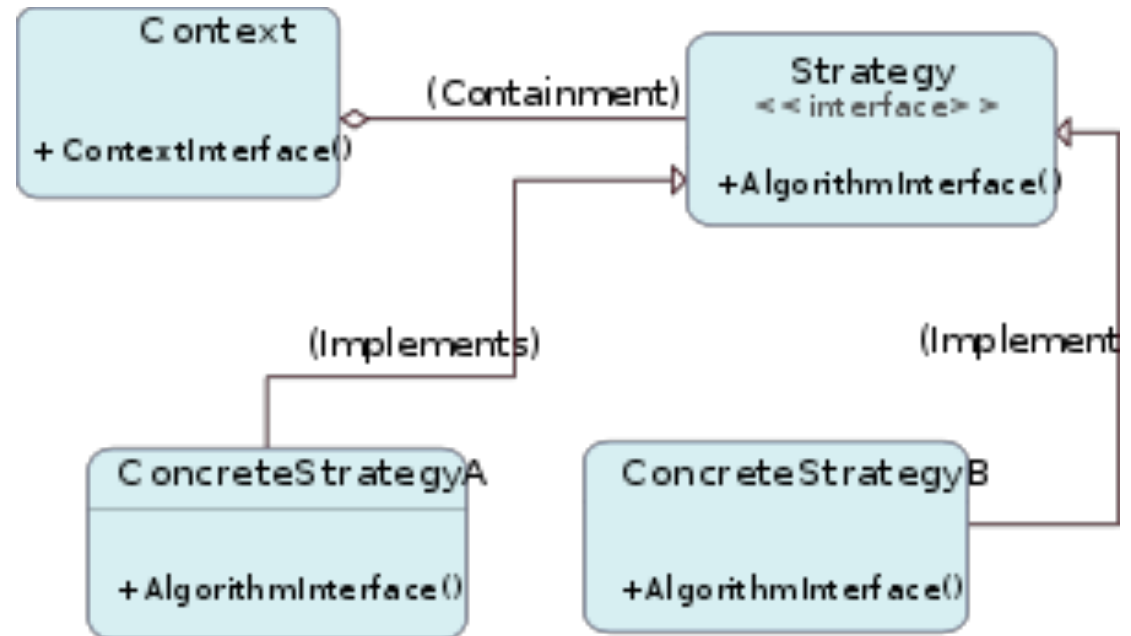 Context
+ ContextInterface()
(Containment)
Strategy
<<interface>>
+AlgorithmInterface()
(Implements)
(Implement
ConcreteStrategyA
+AlgorithmInterface()
ConcreteStrategyB
+AlgorithmInterface()